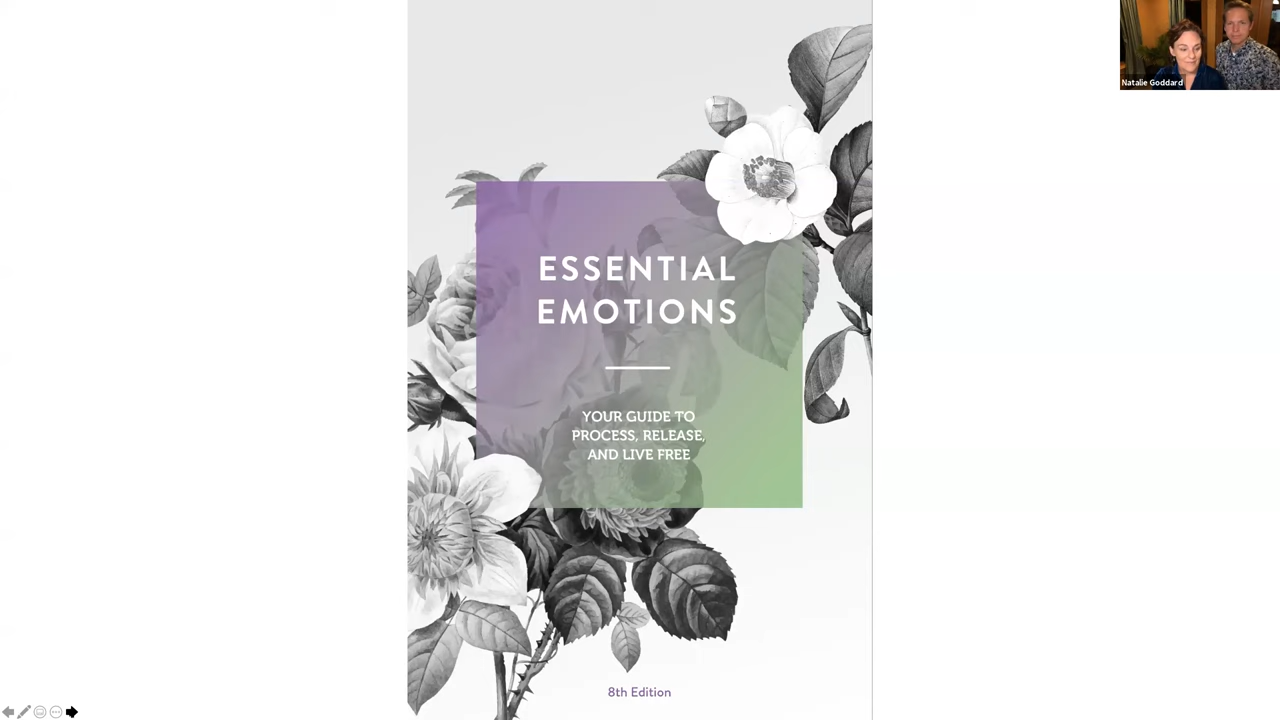 ESSENTIAL
EMOTIONS
YOUR GUIDE TO
PROCESS, RELEASE,
AND LIVE FREE
8th Edition
Natalie Goddard